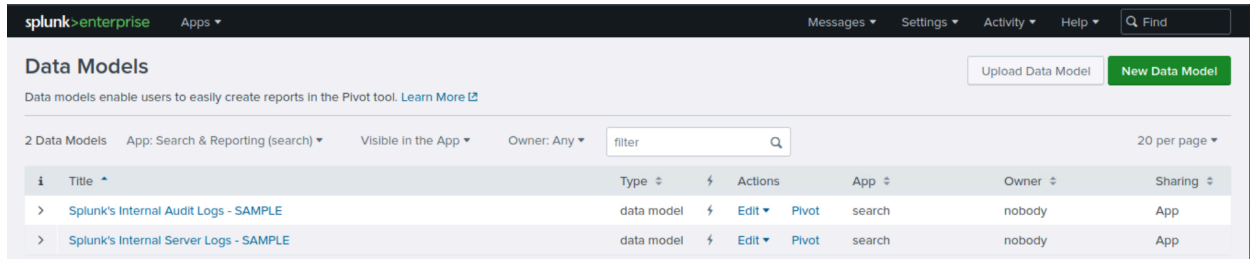 splunk>enterprise Apps Messages Settings Activity Help Find
Data Models
Upload Data Model New Data Model
Data models enable users to easily create reports in the Pivot tool. Learn More
2 Data Models App: Search & Reporting (search) Visible in the App Owner: Any filter 20 per page
i Title Type Actions App Owner Sharing
> Splunk's Internal Audit Logs - SAMPLE data model Edit Pivot search nobody App
> Splunk's Internal Server Logs - SAMPLE data model Edit Pivot search nobody App